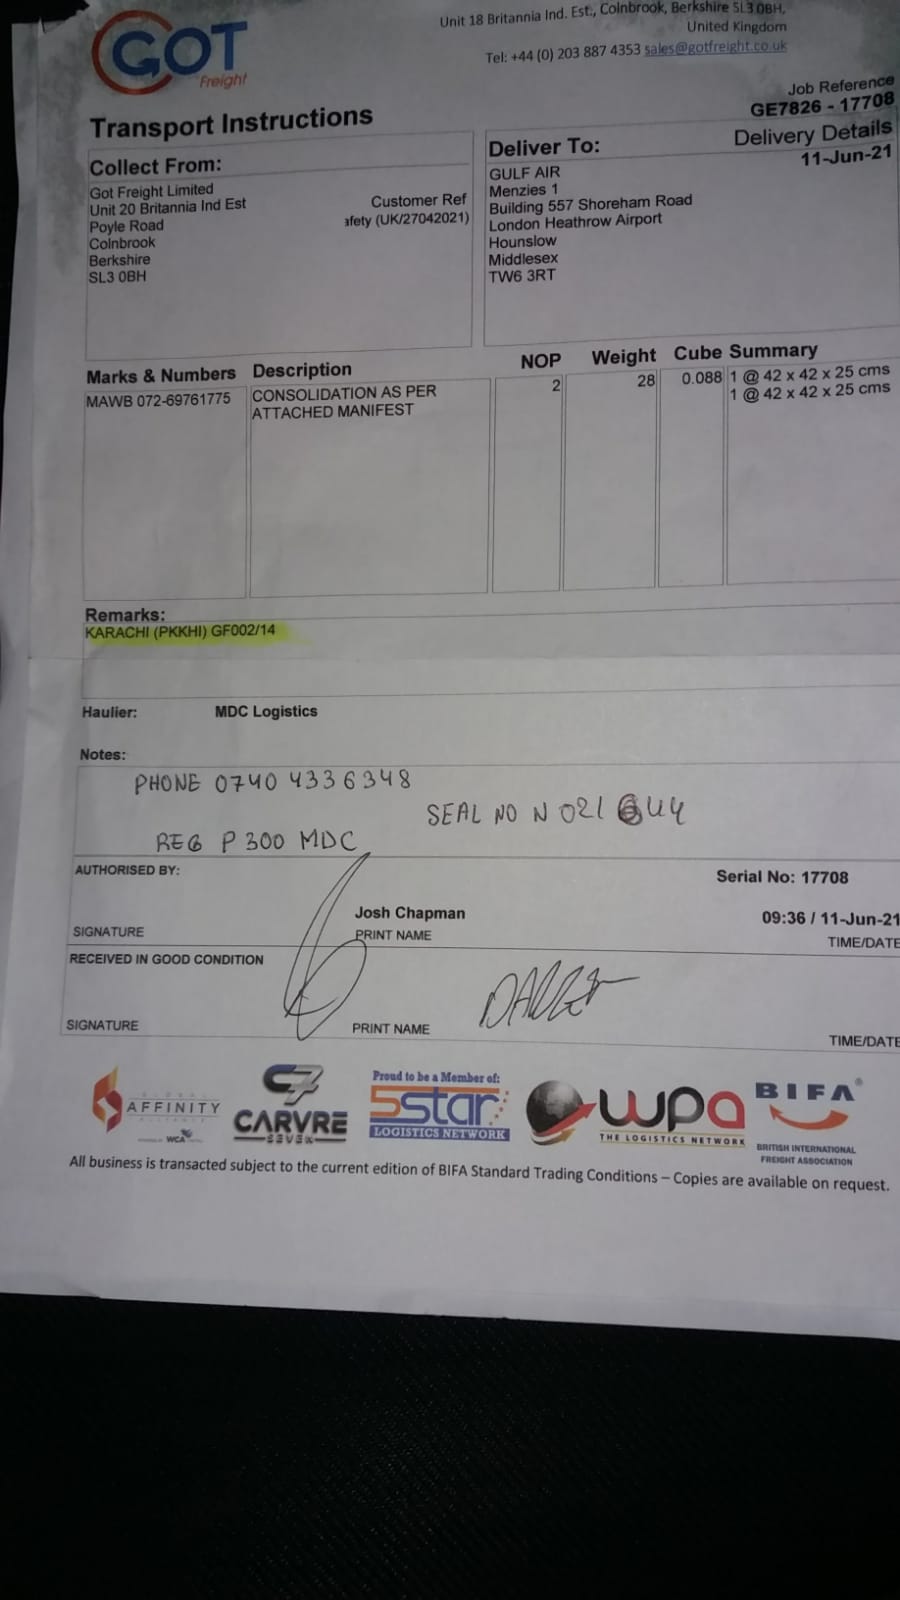 GOT
Freight
Unit 18 Britannia Ind. Est., Colnbrook, Berkshire SL3 0BH,
United Kingdom
Tel: +44 (0) 203 887 4353 sales@gotfreight.co.uk
Job Reference
GE7826 - 17708
Transport Instructions
Delivery Details
11-Jun-21
Collect From:
Got Freight Limited
Unit 20 Britannia Ind Est
Poyle Road
Colnbrook
Berkshire
SL3 0BH
Customer Ref
afety (UK/27042021)
Deliver To:
GULF AIR
Menzies 1
Building 557 Shoreham Road
London Heathrow Airport
Hounslow
Middlesex
TW6 3RT
Marks & Numbers Description NOP Weight Cube Summary
MAWB 072-69761775 CONSOLIDATION AS PER 2 28 0.088 1 @ 42 x 42 x 25 cms
ATTACHED MANIFEST 1 @ 42 x 42 x 25 cms
Remarks:
KARACHI (PKKHI) GF002/14
Haulier: MDC Logistics
Notes:
PHONE 0740 4336348
SEAL NO N 021
REG P300 MDC
AUTHORISED BY:
Serial No: 17708
Josh Chapman 09:36 / 11-Jun-21
SIGNATURE PRINT NAME TIME/DATE
RECEIVED IN GOOD CONDITION
SIGNATURE PRINT NAME TIME/DATE
AFFINITY
WCA
C7
CARVRE
SEVEN
Proud to be a Member of:
5star
LOGISTICS NETWORK
wpa
THE LOGISTICS NETWORK
BIFA®
BRITISH INTERNATIONAL
FREIGHT ASSOCIATION
All business is transacted subject to the current edition of BIFA Standard Trading Conditions – Copies are available on request.